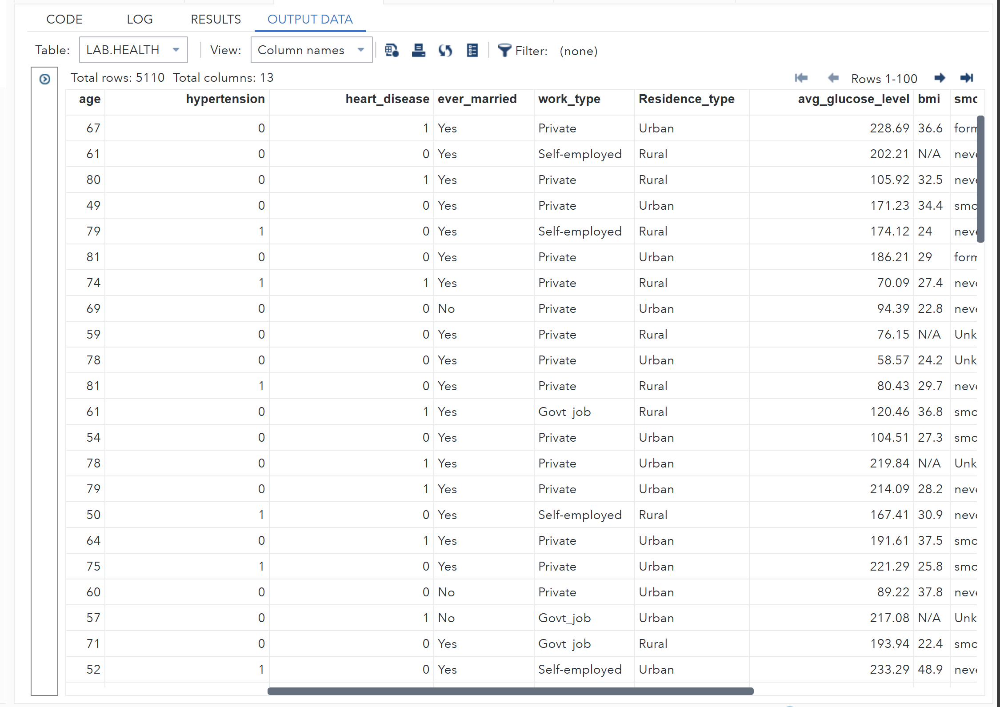 CODE LOG RESULTS OUTPUT DATA
Table: LAB.HEALTH View: Column names Filter: (none)
Total rows: 5110 Total columns: 13 Rows 1-100
age hypertension heart_disease ever_married work_type Residence_type avg_glucose_level bmi smo
67 0 1 Yes Private Urban 228.69 36.6 form
61 0 0 Yes Self-employed Rural 202.21 N/A neve
80 0 1 Yes Private Rural 105.92 32.5 neve
49 0 0 Yes Private Urban 171.23 34.4 smo
79 1 0 Yes Self-employed Rural 174.12 24 neve
81 0 0 Yes Private Urban 186.21 29 form
74 1 1 Yes Private Rural 70.09 27.4 neve
69 0 0 No Private Urban 94.39 22.8 neve
59 0 0 Yes Private Rural 76.15 N/A Unk
78 0 0 Yes Private Urban 58.57 24.2 Unk
81 1 0 Yes Private Rural 80.43 29.7 neve
61 0 1 Yes Govt_job Rural 120.46 36.8 smo
54 0 0 Yes Private Urban 104.51 27.3 smo
78 0 1 Yes Private Urban 219.84 N/A Unk
79 0 1 Yes Private Urban 214.09 28.2 neve
50 1 0 Yes Self-employed Rural 167.41 30.9 neve
64 0 1 Yes Private Urban 191.61 37.5 smo
75 1 0 Yes Private Urban 221.29 25.8 smo
60 0 0 No Private Urban 89.22 37.8 neve
57 0 1 No Govt_job Urban 217.08 N/A Unk
71 0 0 Yes Govt_job Rural 193.94 22.4 smo
52 1 0 Yes Self-employed Urban 233.29 48.9 neve